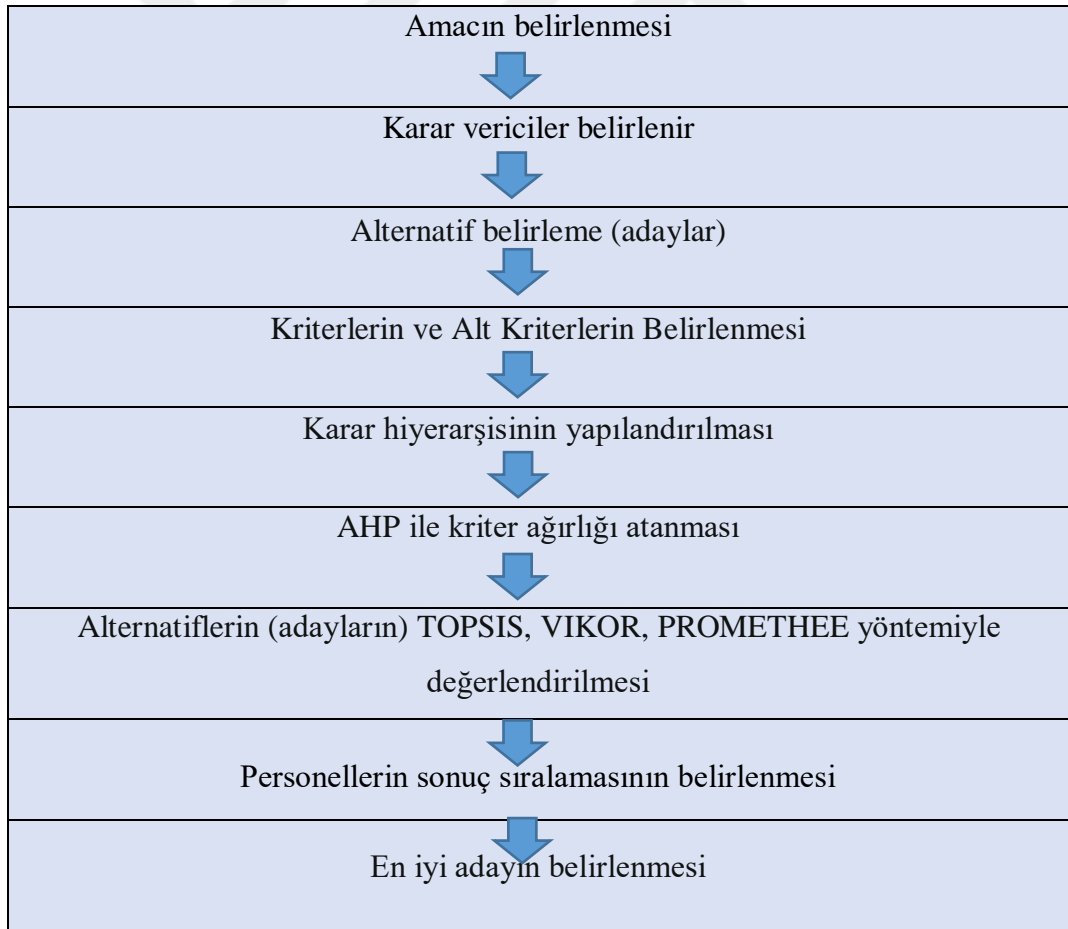 Amacın belirlenmesi
Karar vericiler belirlenir
Alternatif belirleme (adaylar)
Kriterlerin ve Alt Kriterlerin Belirlenmesi
Karar hiyerarşisinin yapılandırılması
AHP ile kriter ağırlığı atanması
Alternatiflerin (adayların) TOPSIS, VIKOR, PROMETHEE yöntemiyle
değerlendirilmesi
Personellerin sonuç sıralamasının belirlenmesi
En iyi adayın belirlenmesi